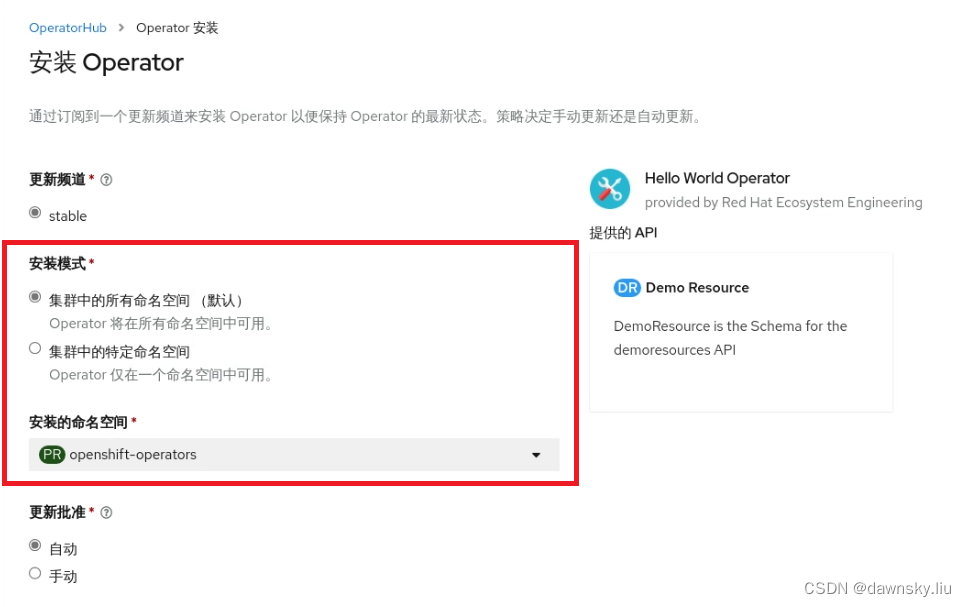 OperatorHub > Operator 安装
安装 Operator
通过订阅到一个更新频道来安装 Operator 以便保持 Operator 的最新状态。策略决定手动更新还是自动更新。
更新频道 *
stable
安装模式 *
集群中的所有命名空间 （默认）
Operator 将在所有命名空间中可用。
集群中的特定命名空间
Operator 仅在一个命名空间中可用。
安装的命名空间 *
PR openshift-operators
更新批准 *
自动
手动
Hello World Operator
provided by Red Hat Ecosystem Engineering
提供的 API
DR Demo Resource
DemoResource is the Schema for the
demoresources API
CSDN @dawnsky.liu